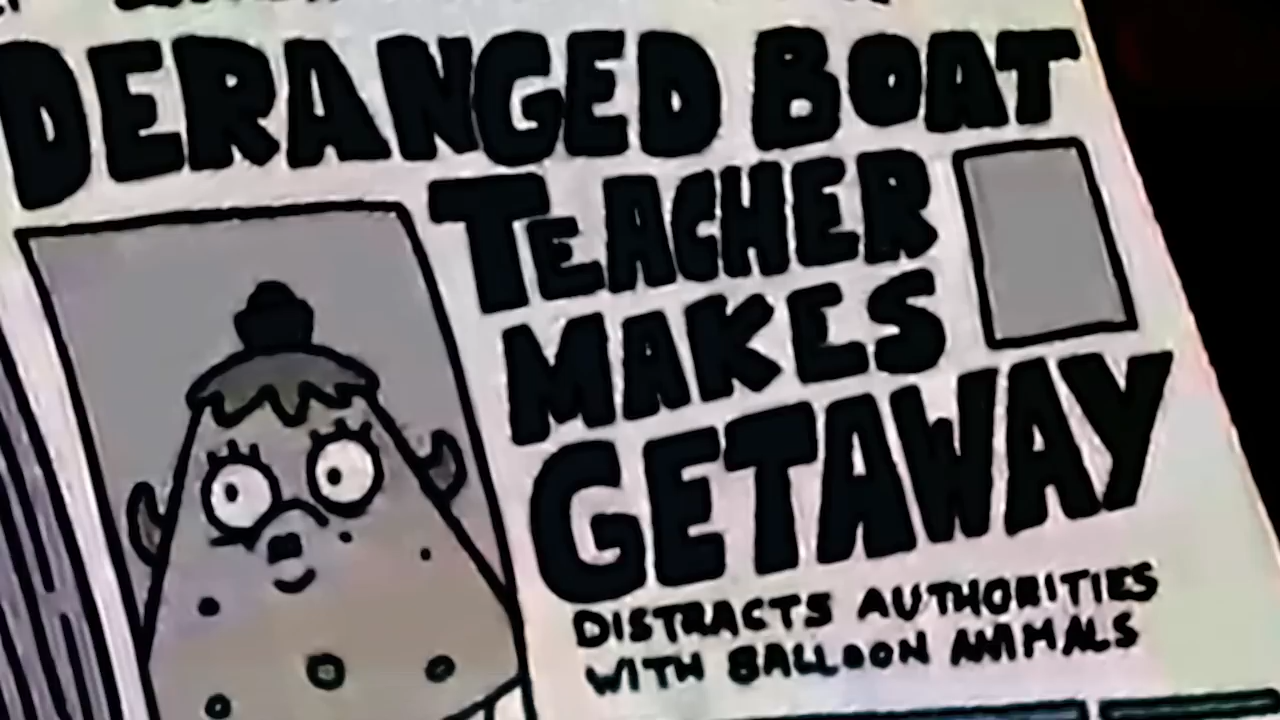 DERANGED BOAT
TEACHER
MAKES
GETAWAY
DISTRACTS AUTHORITIES
WITH BALLOON ANIMALS